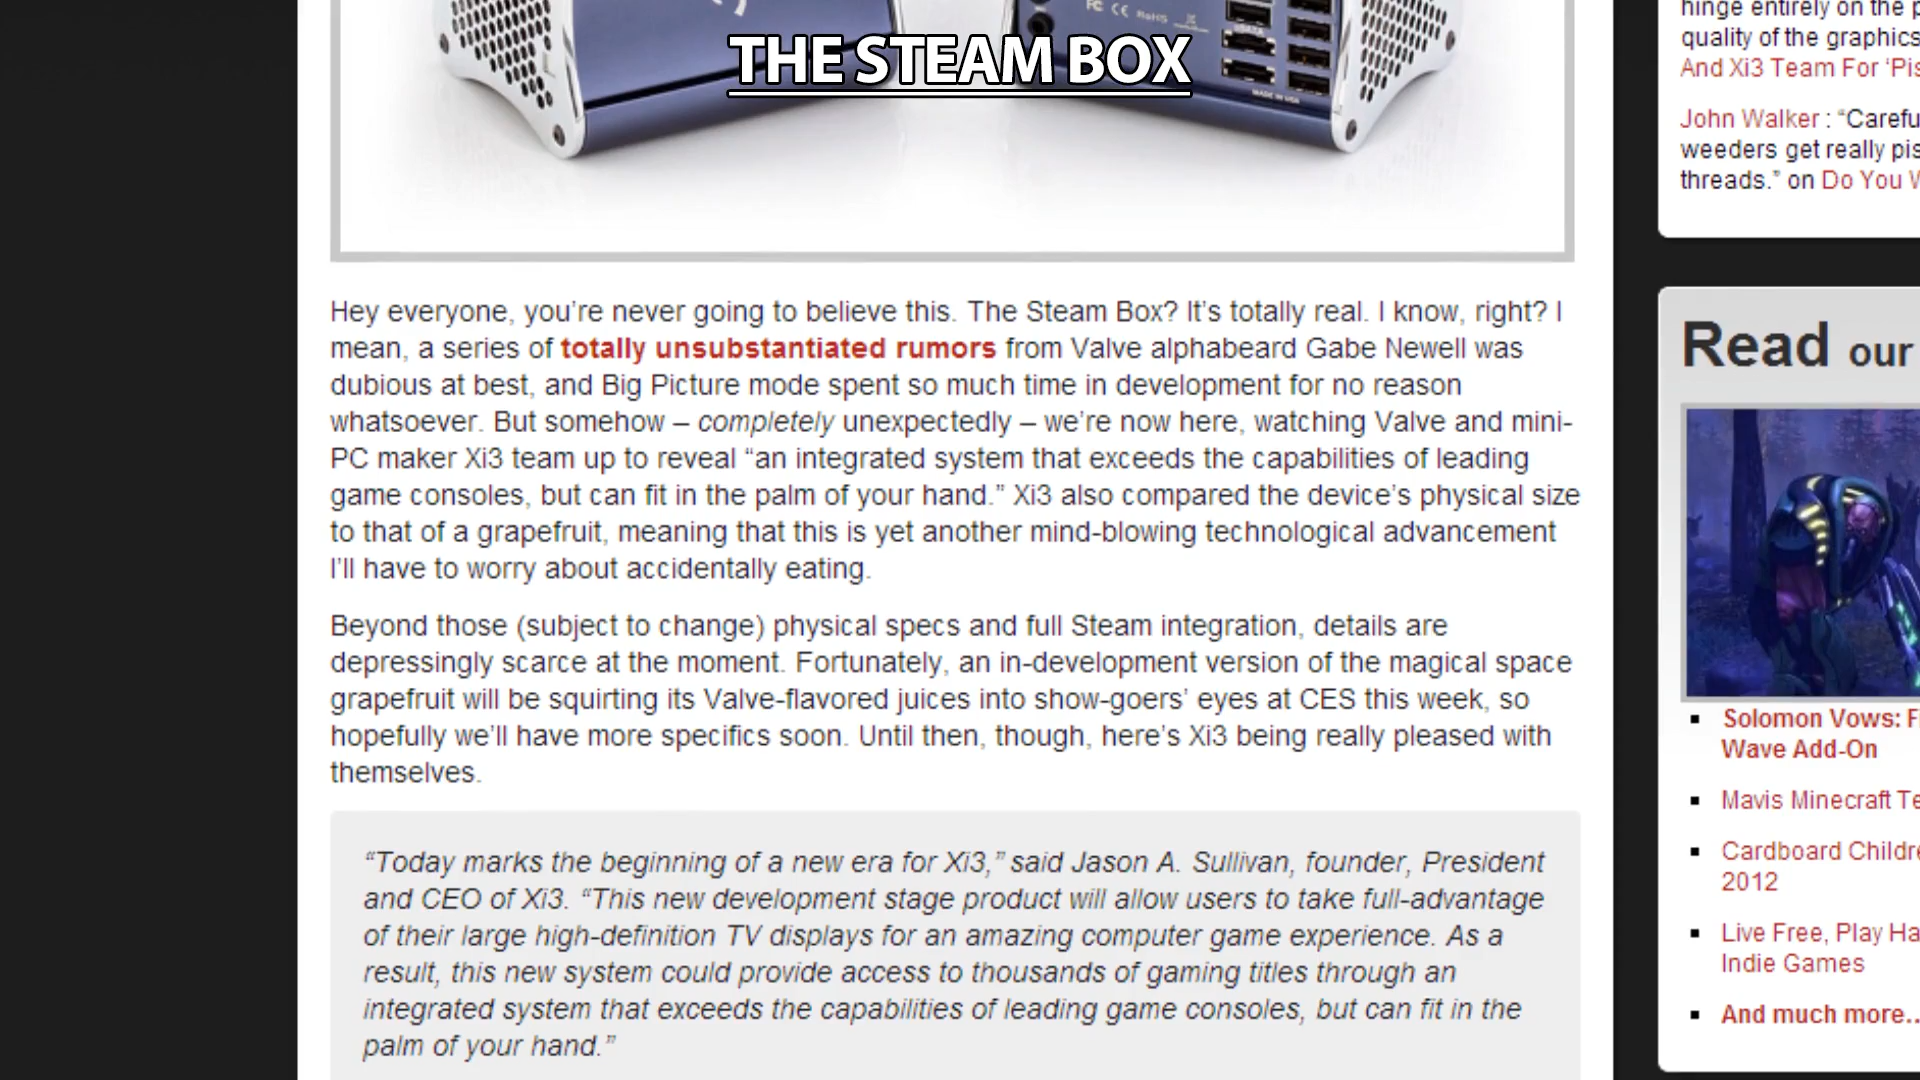 THE STEAM BOX
FC CE RoHS
MADE IN USA
Hey everyone, you’re never going to believe this. The Steam Box? It’s totally real. I know, right? I
mean, a series of totally unsubstantiated rumors from Valve alphabeard Gabe Newell was
dubious at best, and Big Picture mode spent so much time in development for no reason
whatsoever. But somehow – completely unexpectedly – we’re now here, watching Valve and mini-
PC maker Xi3 team up to reveal “an integrated system that exceeds the capabilities of leading
game consoles, but can fit in the palm of your hand.” Xi3 also compared the device’s physical size
to that of a grapefruit, meaning that this is yet another mind-blowing technological advancement
I’ll have to worry about accidentally eating.
Beyond those (subject to change) physical specs and full Steam integration, details are
depressingly scarce at the moment. Fortunately, an in-development version of the magical space
grapefruit will be squirting its Valve-flavored juices into show-goers’ eyes at CES this week, so
hopefully we’ll have more specifics soon. Until then, though, here’s Xi3 being really pleased with
themselves.
“Today marks the beginning of a new era for Xi3,” said Jason A. Sullivan, founder, President
and CEO of Xi3. “This new development stage product will allow users to take full-advantage
of their large high-definition TV displays for an amazing computer game experience. As a
result, this new system could provide access to thousands of gaming titles through an
integrated system that exceeds the capabilities of leading game consoles, but can fit in the
palm of your hand.”
hinge entirely on the p
quality of the graphics
And Xi3 Team For ‘Pis
John Walker : “Carefu
weeders get really pis
threads.” on Do You W
Read our
Solomon Vows: Fi
Wave Add-On
Mavis Minecraft Te
Cardboard Childre
2012
Live Free, Play Ha
Indie Games
And much more..